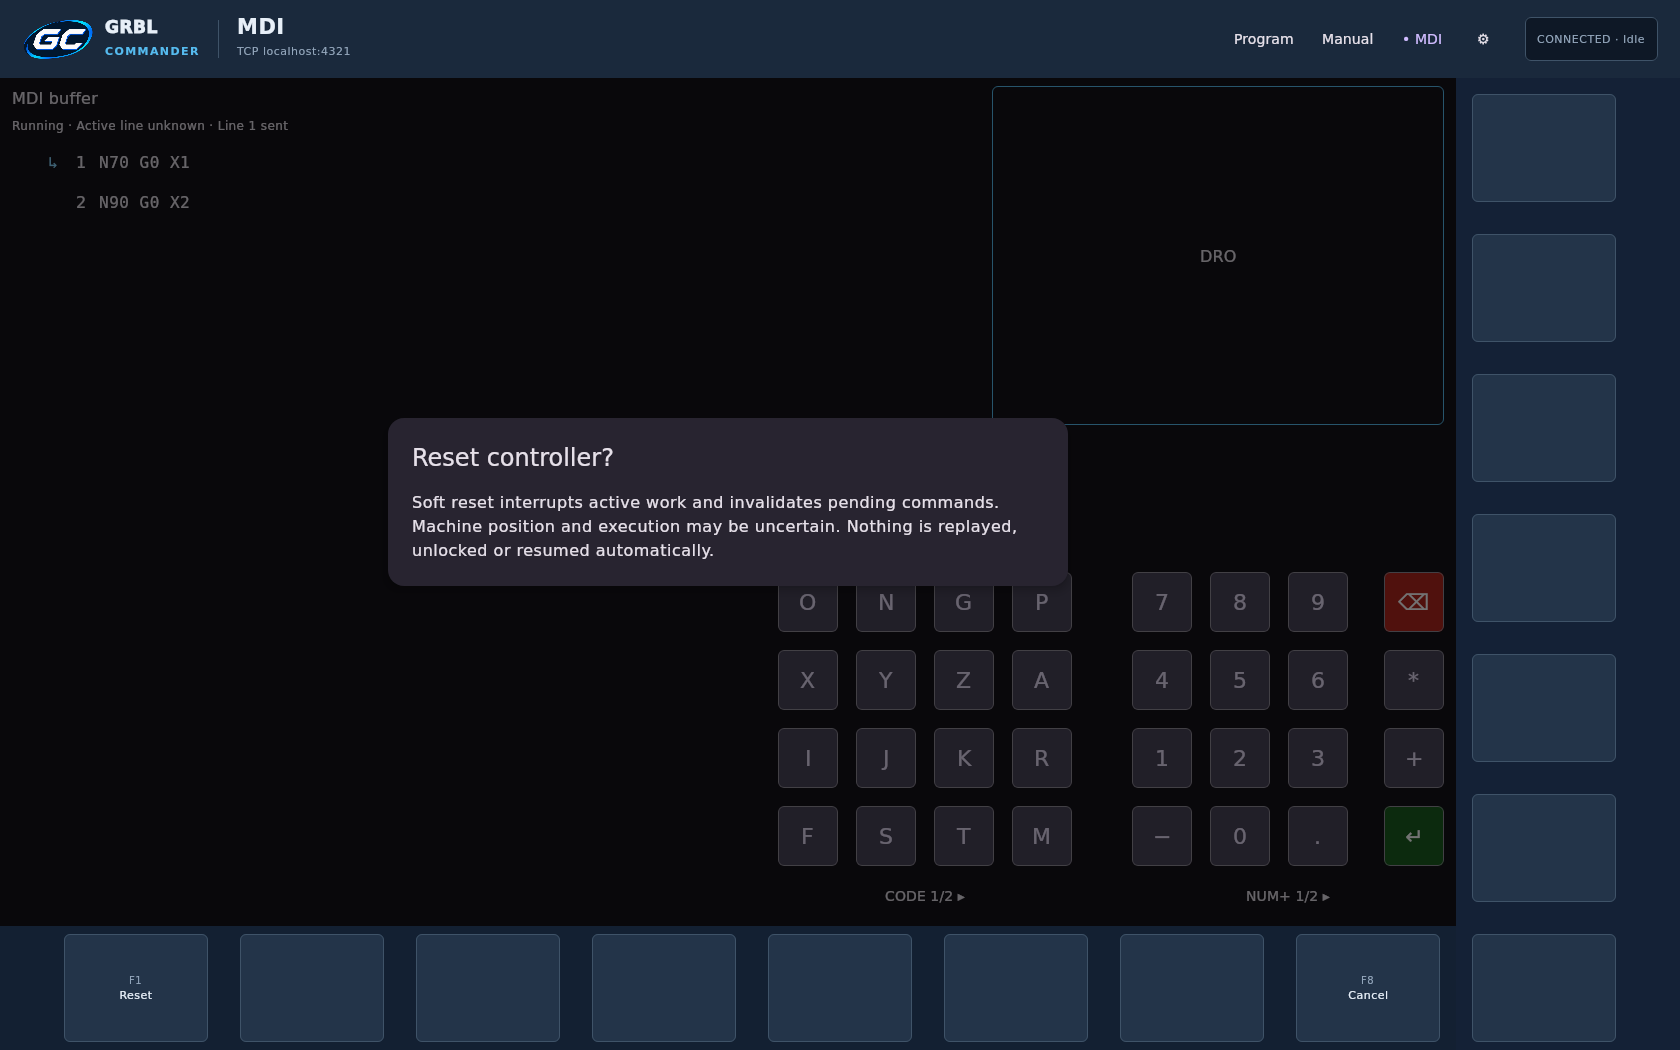 GC GRBL COMMANDER
MDI
TCP localhost:4321
Program Manual • MDI ⚙ CONNECTED · Idle
MDI buffer
Running · Active line unknown · Line 1 sent
↳ 1 N70 G0 X1
2 N90 G0 X2
DRO
Reset controller?
Soft reset interrupts active work and invalidates pending commands.
Machine position and execution may be uncertain. Nothing is replayed,
unlocked or resumed automatically.
O N G P 7 8 9 ⌫
X Y Z A 4 5 6 *
I J K R 1 2 3 +
F S T M − 0 . ↵
CODE 1/2 ▸ NUM+ 1/2 ▸
F1
Reset
F8
Cancel